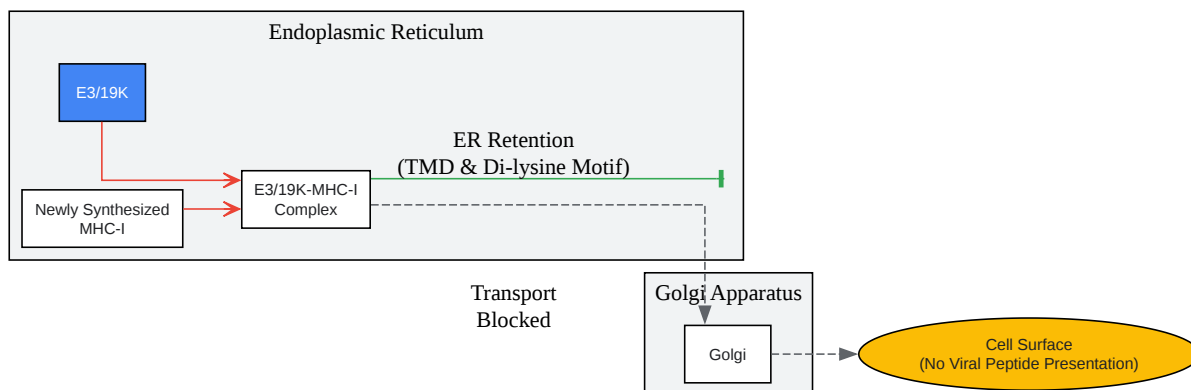 Endoplasmic Reticulum
E3/19K
ER Retention
(TMD & Di-lysine Motif)
E3/19K-MHC-I
Complex
Newly Synthesized
MHC-I
Transport
Blocked
Golgi Apparatus
Golgi
Cell Surface
(No Viral Peptide Presentation)